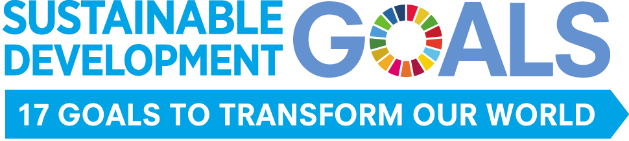 SUSTAINABLE
DEVELOPMENT
GOALS
17 GOALS TO TRANSFORM OUR WORLD